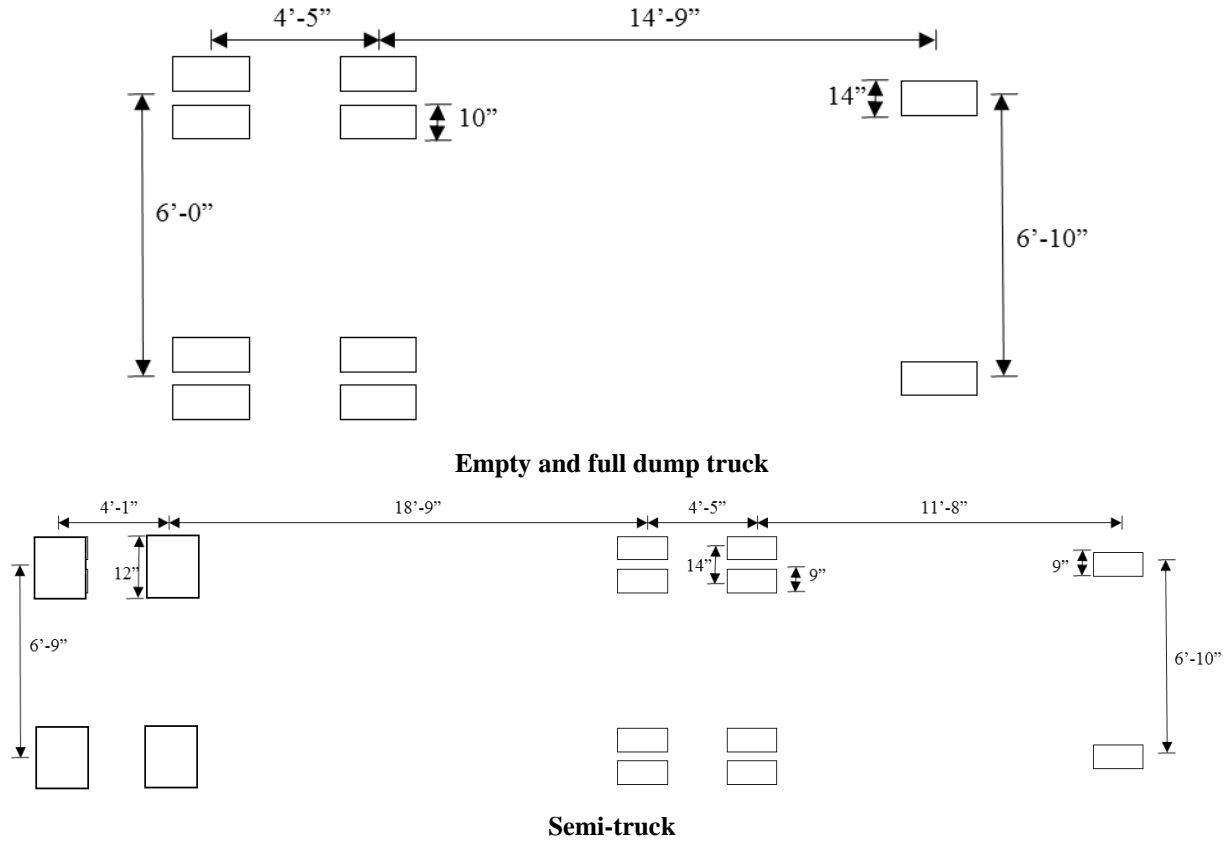 4’-5” 14’-9”
14”
10”
6’-0”
6’-10”
Empty and full dump truck
4’-1” 18’-9” 4’-5” 11’-8”
12” 14” 9” 9”
6’-9”
6’-10”
Semi-truck